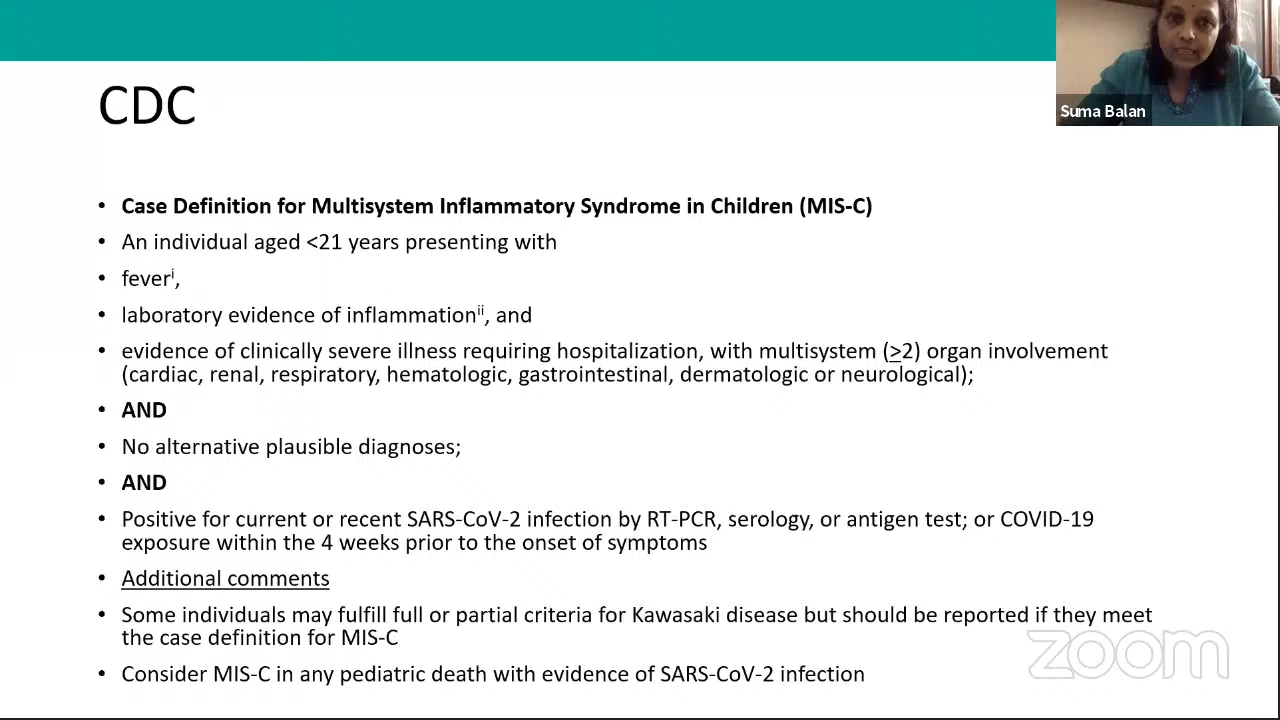 CDC
Suma Balan
• Case Definition for Multisystem Inflammatory Syndrome in Children (MIS-C)
• An individual aged <21 years presenting with
• feverⁱ,
• laboratory evidence of inflammationⁱⁱ, and
• evidence of clinically severe illness requiring hospitalization, with multisystem (≥2) organ involvement
(cardiac, renal, respiratory, hematologic, gastrointestinal, dermatologic or neurological);
• AND
• No alternative plausible diagnoses;
• AND
• Positive for current or recent SARS-CoV-2 infection by RT-PCR, serology, or antigen test; or COVID-19
exposure within the 4 weeks prior to the onset of symptoms
• Additional comments
• Some individuals may fulfill full or partial criteria for Kawasaki disease but should be reported if they meet
the case definition for MIS-C
• Consider MIS-C in any pediatric death with evidence of SARS-CoV-2 infection
zoom